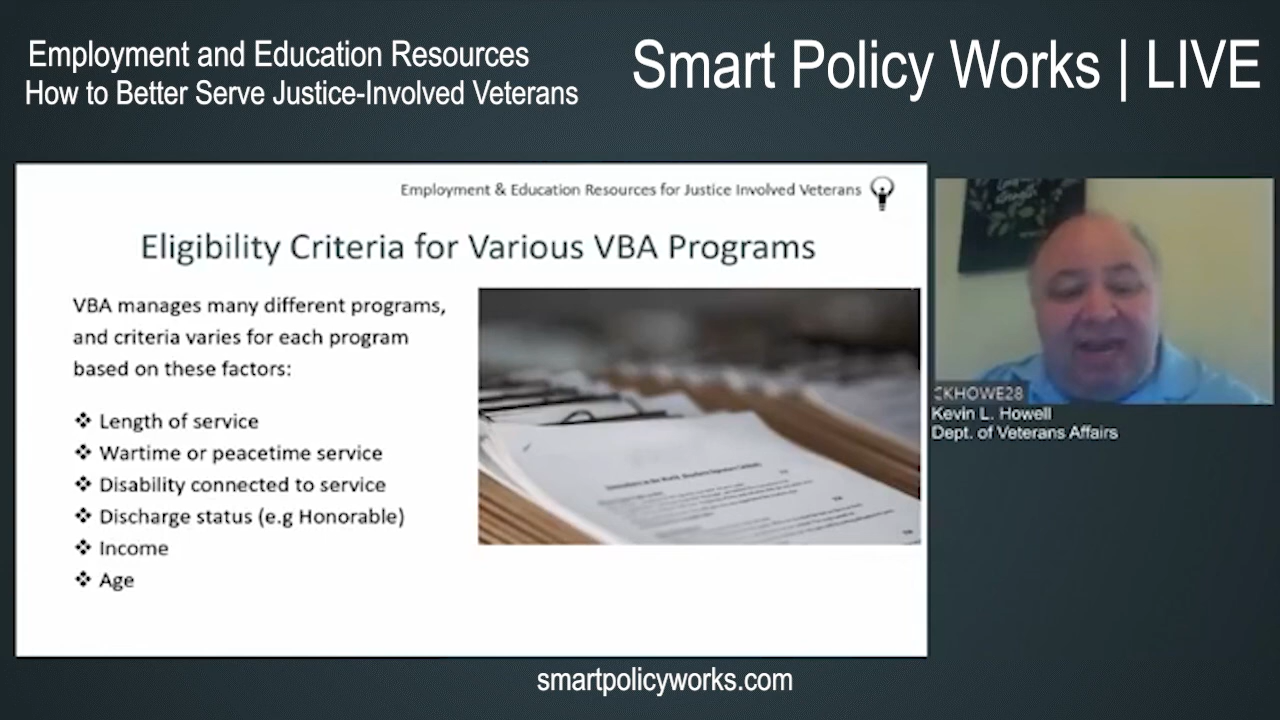 Employment and Education Resources
How to Better Serve Justice-Involved Veterans
Smart Policy Works | LIVE
Employment & Education Resources for Justice Involved Veterans
Eligibility Criteria for Various VBA Programs
VBA manages many different programs,
and criteria varies for each program
based on these factors:
❖ Length of service
❖ Wartime or peacetime service
❖ Disability connected to service
❖ Discharge status (e.g Honorable)
❖ Income
❖ Age
CKHOWE28
Kevin L. Howell
Dept. of Veterans Affairs
smartpolicyworks.com